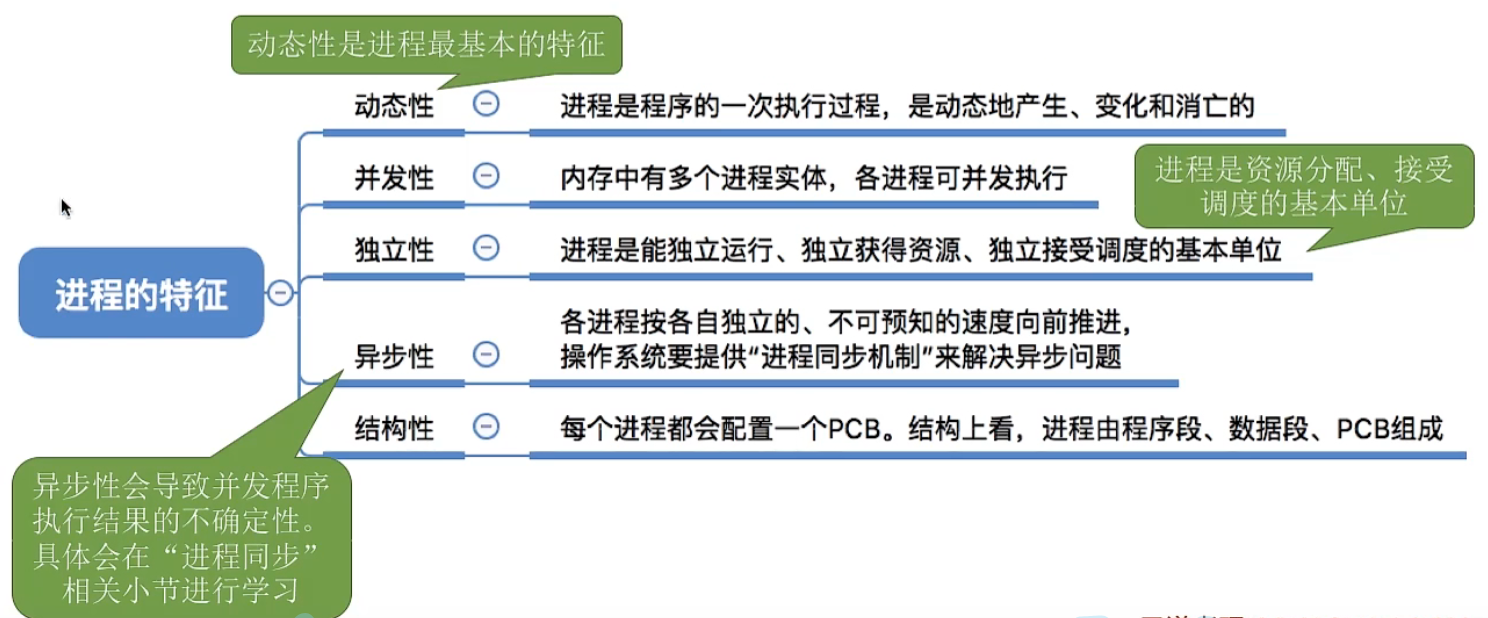 动态性是进程最基本的特征
动态性
进程是程序的一次执行过程，是动态地产生、变化和消亡的
并发性
内存中有多个进程实体，各进程可并发执行
进程是资源分配、接受
调度的基本单位
独立性
进程是能独立运行、独立获得资源、独立接受调度的基本单位
进程的特征
异步性
各进程按各自独立的、不可预知的速度向前推进，
操作系统要提供“进程同步机制”来解决异步问题
结构性
每个进程都会配置一个PCB。结构上看，进程由程序段、数据段、PCB组成
异步性会导致并发程序
执行结果的不确定性。
具体会在“进程同步”
相关小节进行学习